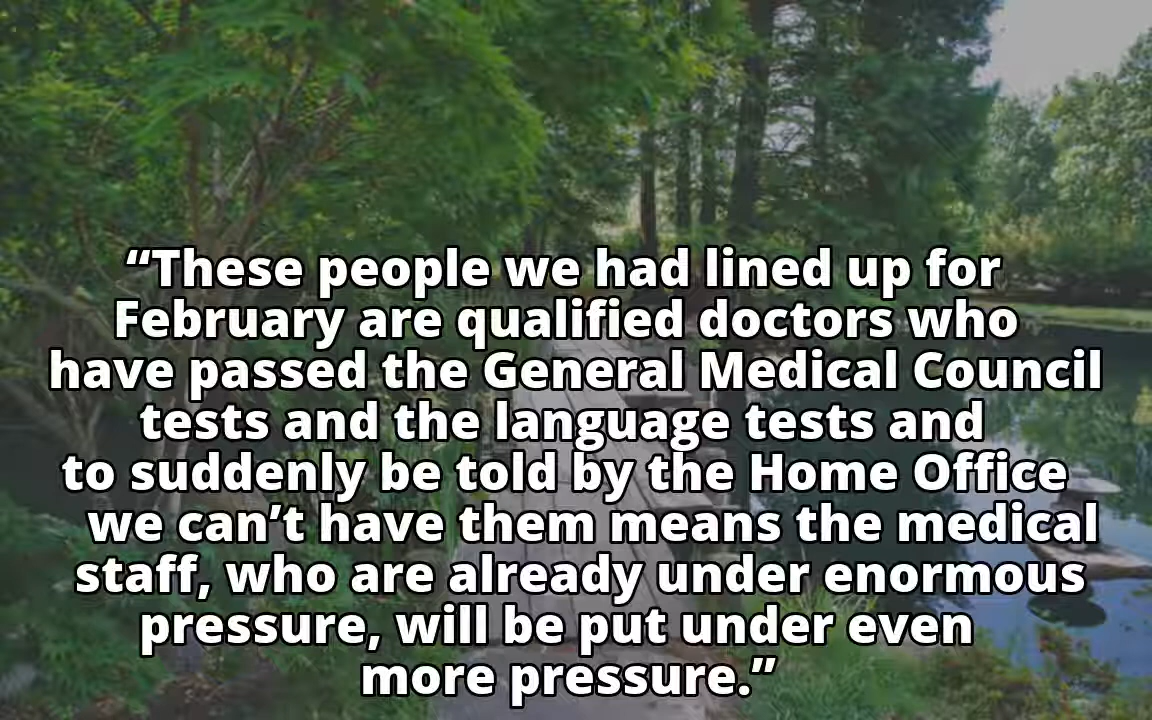 “These people we had lined up for
February are qualified doctors who
have passed the General Medical Council
tests and the language tests and
to suddenly be told by the Home Office
we can’t have them means the medical
staff, who are already under enormous
pressure, will be put under even
more pressure.”